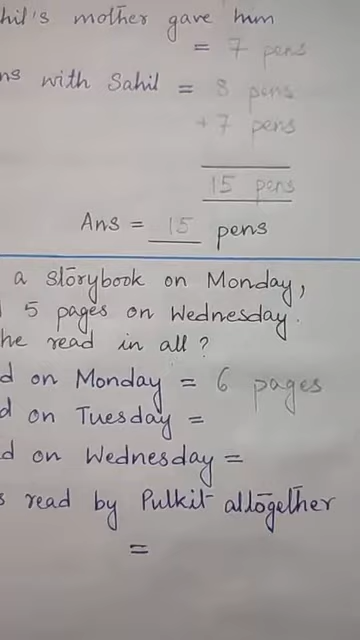 hil's mother gave him
= 7 pens
ns with Sahil = 8 pens
+ 7 pens
15 pens
Ans = 15 pens
a storybook on Monday,
5 pages on Wednesday.
he read in all?
d on Monday = 6 pages
d on Tuesday =
d on Wednesday =
s read by Pulkit alltogether
=